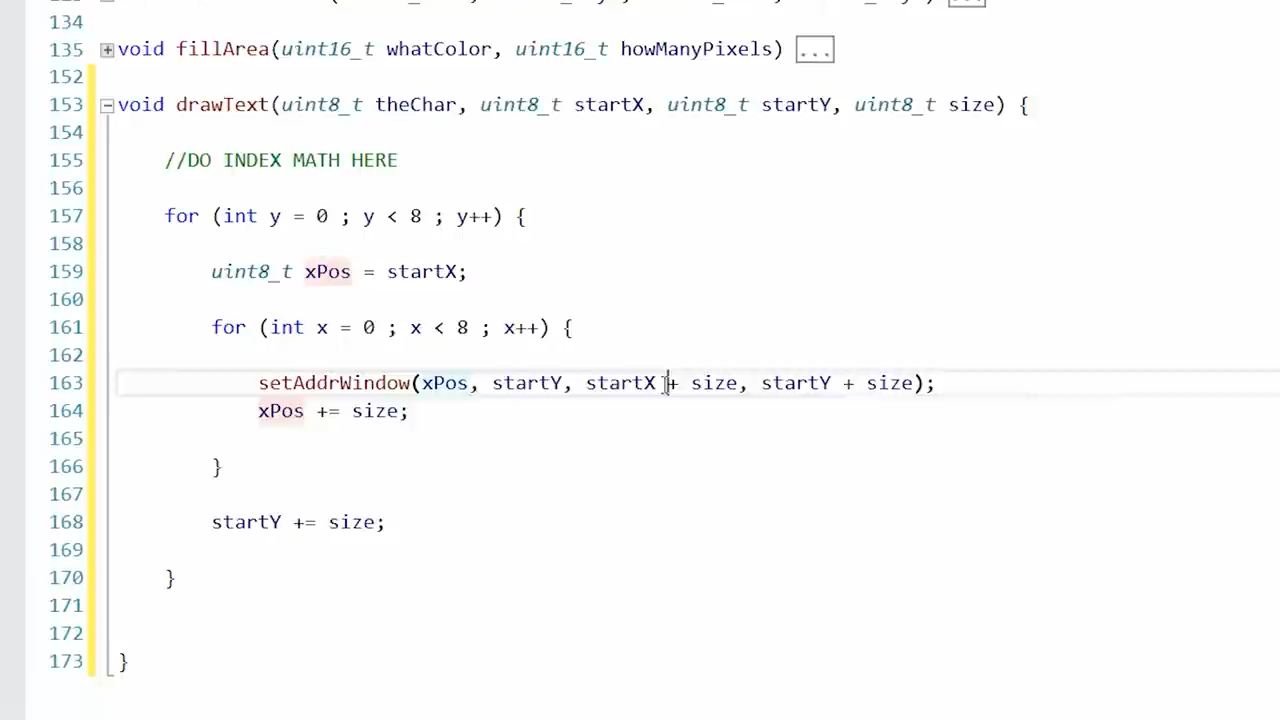 134
135 void fillArea(uint16_t whatColor, uint16_t howManyPixels) ...
152
153 void drawText(uint8_t theChar, uint8_t startX, uint8_t startY, uint8_t size) {
154
155 //DO INDEX MATH HERE
156
157 for (int y = 0 ; y < 8 ; y++) {
158
159 uint8_t xPos = startX;
160
161 for (int x = 0 ; x < 8 ; x++) {
162
163 setAddrWindow(xPos, startY, startX + size, startY + size);
164 xPos += size;
165
166 }
167
168 startY += size;
169
170 }
171
172
173 }